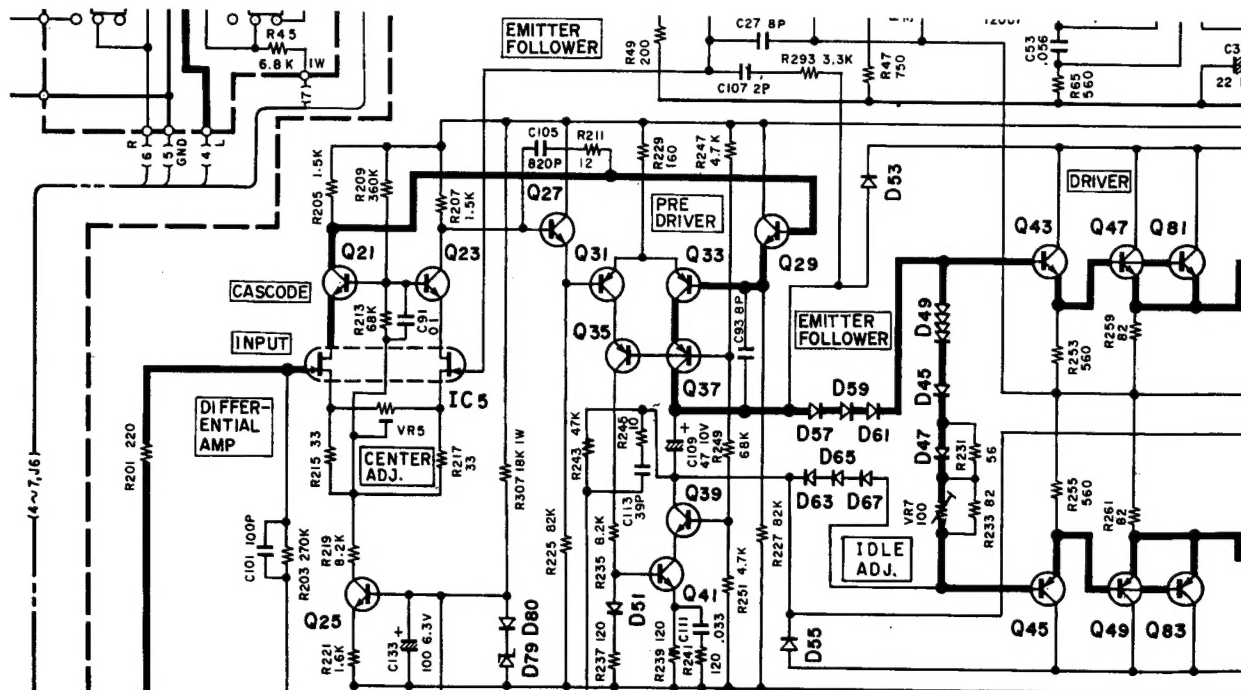 R45
6.8K 1W
(7)
R
(6)
(5)
GND
(4)
L
EMITTER
FOLLOWER
R49
200
C27 8P
C107 2P
R293 3.3K
R47
750
C53
.056
R65
560
22
R205 1.5K
R209
360K
R207
1.5K
C105
820P
R211
12
R229
160
R247
4.7K
D53
DRIVER
Q27
PRE
DRIVER
Q43
Q47
Q81
Q21
Q23
Q31
Q33
Q29
CASCODE
R213
68K
C91
Q35
C93 8P
EMITTER
FOLLOWER
D49
R259
82
R253
560
INPUT
IC5
Q37
D59
D45
DIFFER-
ENTIAL
AMP
VR5
D57
D61
D47
R231
56
R201 220
R215 33
CENTER
ADJ.
R217
33
R307 18K 1W
R243 47K
10
C113
39P
C109
47 10V
R249
68K
D65
D63
D67
Q39
VR7
100
R233 82
R255
560
R261
82
(4~7,J6)
C101 100P
R203 270K
R219
8.2K
R225 82K
R235 8.2K
R227 82K
IDLE
ADJ.
Q25
D80
D79
D51
Q41
R251 4.7K
R221
1.6K
C133
100 6.3V
R237 120
R239 120
C111
.033
R241
120
D55
Q45
Q49
Q83